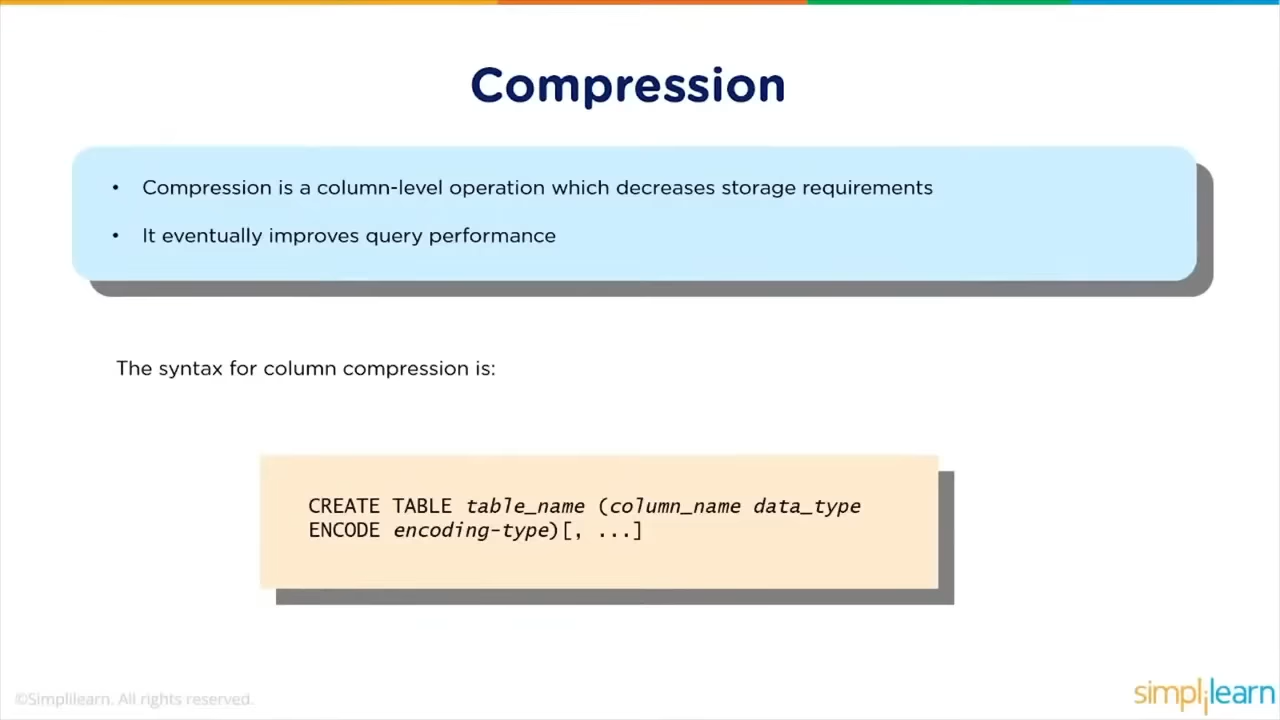 Compression
• Compression is a column-level operation which decreases storage requirements
• It eventually improves query performance
The syntax for column compression is:
CREATE TABLE table_name (column_name data_type
ENCODE encoding-type)[, ...]
©Simplilearn. All rights reserved.
simplilearn